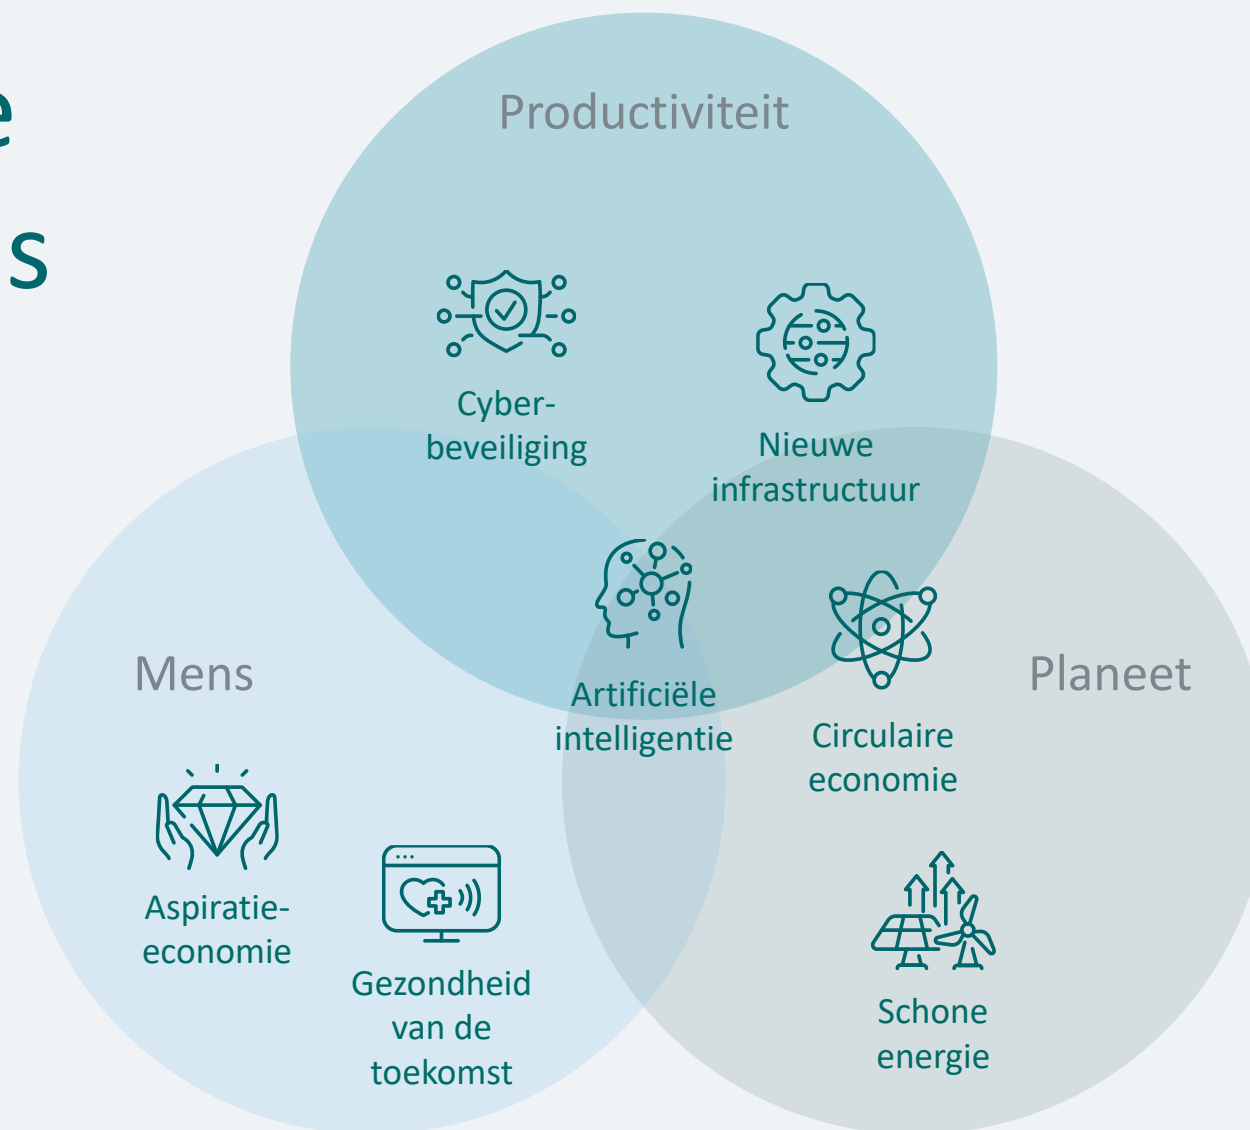 e
s
Productiviteit
Cyber-
beveiliging
Nieuwe
infrastructuur
Mens
Artificiële
intelligentie
Planeet
Circulaire
economie
Aspiratie-
economie
Gezondheid
van de
toekomst
Schone
energie